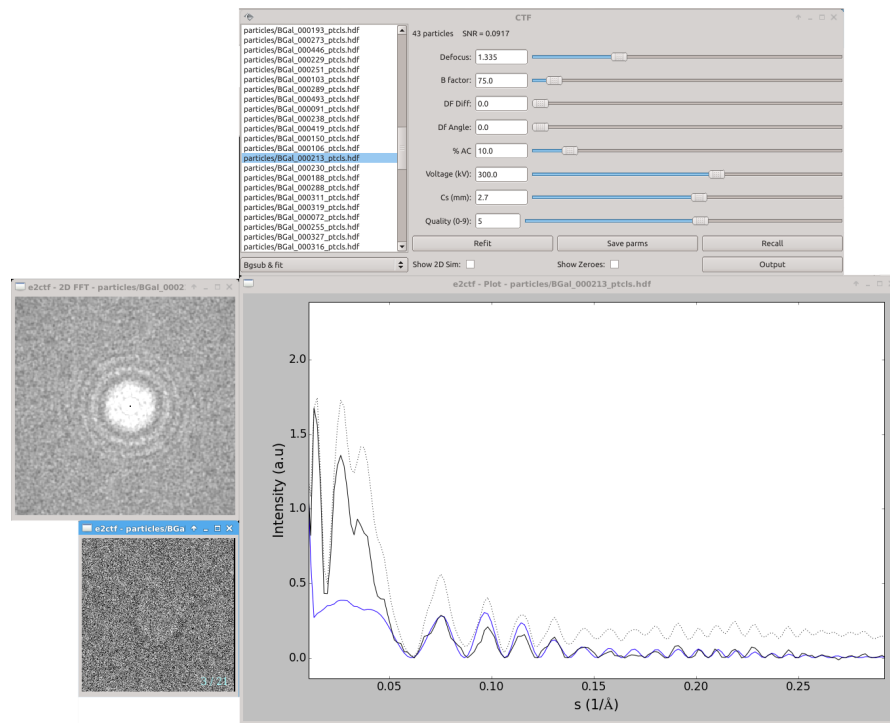 CTF
particles/BGal_000193_ptcls.hdf
particles/BGal_000273_ptcls.hdf
particles/BGal_000446_ptcls.hdf
particles/BGal_000229_ptcls.hdf
particles/BGal_000251_ptcls.hdf
particles/BGal_000103_ptcls.hdf
particles/BGal_000289_ptcls.hdf
particles/BGal_000493_ptcls.hdf
particles/BGal_000091_ptcls.hdf
particles/BGal_000238_ptcls.hdf
particles/BGal_000419_ptcls.hdf
particles/BGal_000150_ptcls.hdf
particles/BGal_000106_ptcls.hdf
particles/BGal_000213_ptcls.hdf
particles/BGal_000230_ptcls.hdf
particles/BGal_000188_ptcls.hdf
particles/BGal_000288_ptcls.hdf
particles/BGal_000311_ptcls.hdf
particles/BGal_000319_ptcls.hdf
particles/BGal_000072_ptcls.hdf
particles/BGal_000255_ptcls.hdf
particles/BGal_000327_ptcls.hdf
particles/BGal_000316_ptcls.hdf
Bgsub & fit
43 particles SNR = 0.0917
Defocus: 1.335
B factor: 75.0
DF Diff: 0.0
Df Angle: 0.0
% AC 10.0
Voltage (kV): 300.0
Cs (mm): 2.7
Quality (0-9): 5
Refit Save parms Recall
Show 2D Sim: Show Zeroes: Output
e2ctf - 2D FFT - particles/BGal_0002
e2ctf - particles/BGa
3 / 21
e2ctf - Plot - particles/BGal_000213_ptcls.hdf
Intensity (a.u)
2.0
1.5
1.0
0.5
0.0
0.05 0.10 0.15 0.20 0.25
s (1/Å)